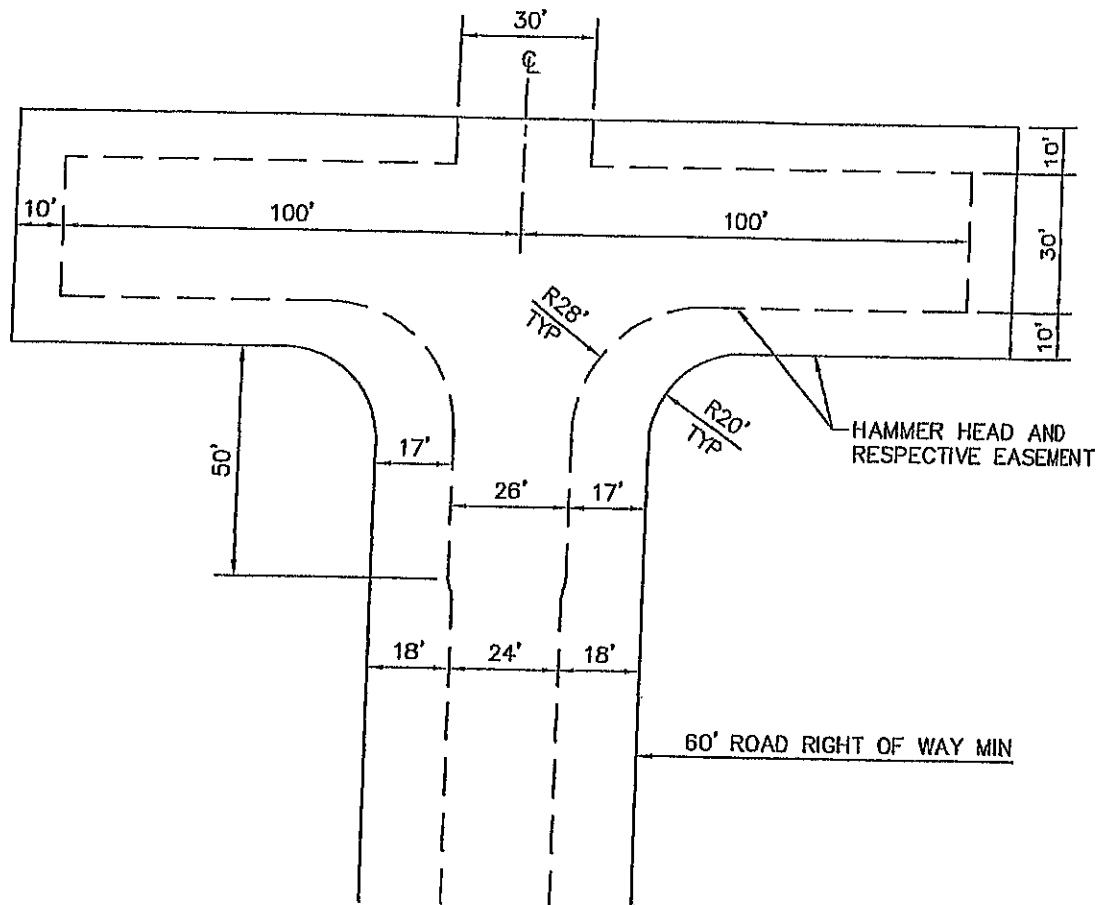 30'
℄
10'
10'
100'
100'
30'
R28'
TYP
10'
R20'
TYP
HAMMER HEAD AND
RESPECTIVE EASEMENT
50'
17'
26'
17'
18'
24'
18'
60' ROAD RIGHT OF WAY MIN